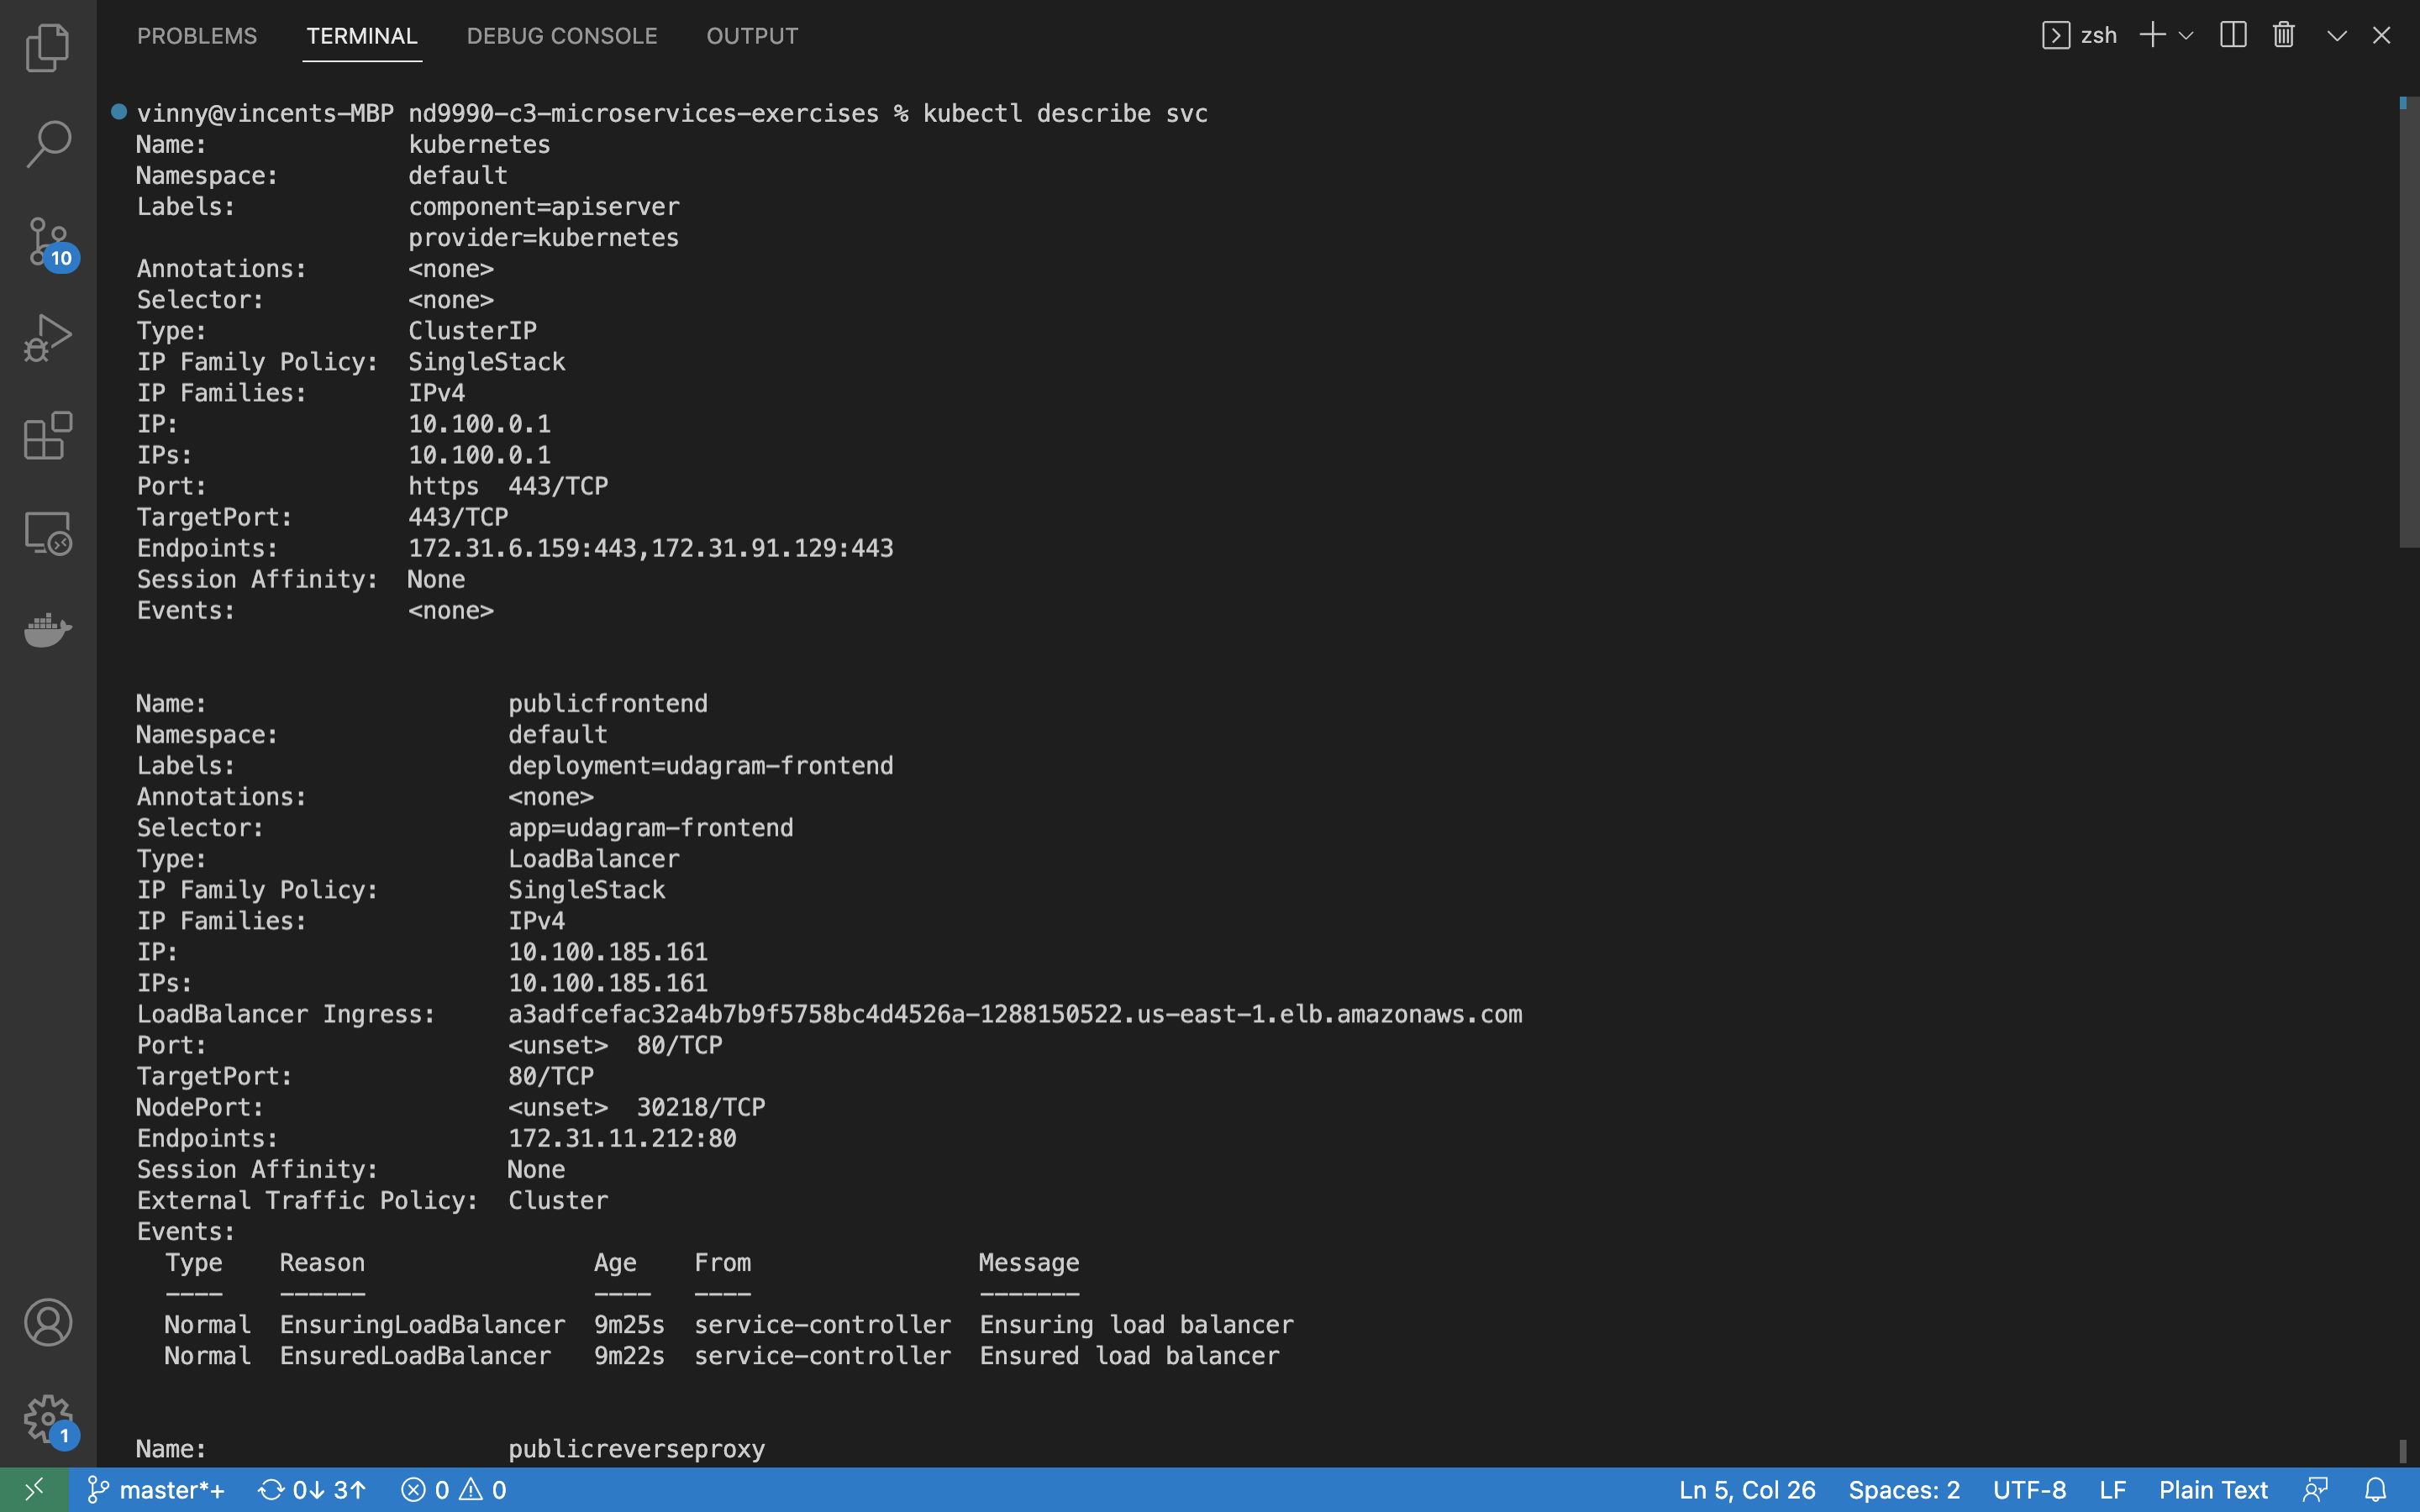 PROBLEMS TERMINAL DEBUG CONSOLE OUTPUT zsh
vinny@vincents-MBP nd9990-c3-microservices-exercises % kubectl describe svc
Name: kubernetes
Namespace: default
Labels: component=apiserver
provider=kubernetes
Annotations: <none>
Selector: <none>
Type: ClusterIP
IP Family Policy: SingleStack
IP Families: IPv4
IP: 10.100.0.1
IPs: 10.100.0.1
Port: https 443/TCP
TargetPort: 443/TCP
Endpoints: 172.31.6.159:443,172.31.91.129:443
Session Affinity: None
Events: <none>
Name: publicfrontend
Namespace: default
Labels: deployment=udagram-frontend
Annotations: <none>
Selector: app=udagram-frontend
Type: LoadBalancer
IP Family Policy: SingleStack
IP Families: IPv4
IP: 10.100.185.161
IPs: 10.100.185.161
LoadBalancer Ingress: a3adfcefac32a4b7b9f5758bc4d4526a-1288150522.us-east-1.elb.amazonaws.com
Port: <unset> 80/TCP
TargetPort: 80/TCP
NodePort: <unset> 30218/TCP
Endpoints: 172.31.11.212:80
Session Affinity: None
External Traffic Policy: Cluster
Events:
Type Reason Age From Message
---- ------ ---- ---- -------
Normal EnsuringLoadBalancer 9m25s service-controller Ensuring load balancer
Normal EnsuredLoadBalancer 9m22s service-controller Ensured load balancer
Name: publicreverseproxy
10
1
master*+ 0↓ 3↑ 0 0 Ln 5, Col 26 Spaces: 2 UTF-8 LF Plain Text